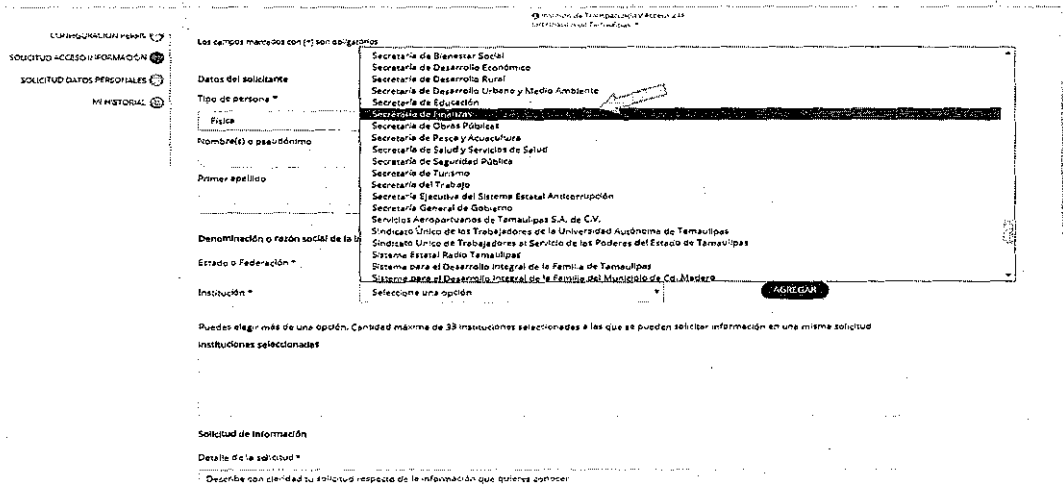 Instituto de Transparencia y Acceso a la
CONFIGURACIÓN PERFIL
SOLICITUD ACCESO INFORMACIÓN
SOLICITUD DATOS PERSONALES
MI HISTORIAL
Los campos marcados con (*) son obligatorios
Datos del solicitante
Tipo de persona *
Física
Nombre(s) o pseudónimo
Primer apellido
Denominación o razón social de la
Estado o Federación *
Institución *
Secretaría de Bienestar Social
Secretaría de Desarrollo Económico
Secretaría de Desarrollo Rural
Secretaría de Desarrollo Urbano y Medio Ambiente
Secretaría de Educación
Secretaría de Finanzas
Secretaría de Obras Públicas
Secretaría de Pesca y Acuacultura
Secretaría de Salud y Servicios de Salud
Secretaría de Seguridad Pública
Secretaría de Turismo
Secretaría del Trabajo
Secretaría Ejecutiva del Sistema Estatal Anticorrupción
Secretaría General de Gobierno
Servicios Aeroportuarios de Tamaulipas S.A. de C.V.
Sindicato Único de los Trabajadores de la Universidad Autónoma de Tamaulipas
Sindicato Unico de Trabajadores al Servicio de los Poderes del Estado de Tamaulipas
Sistema Estatal Radio Tamaulipas
Sistema para el Desarrollo Integral de la Familia de Tamaulipas
Sistema para el Desarrollo Integral de la Familia del Municipio de Cd. Madero
Seleccione una opción
AGREGAR
Puedes elegir más de una opción. Cantidad máxima de 33 instituciones seleccionadas a las que se pueden solicitar información en una misma solicitud
Instituciones seleccionadas
Solicitud de información
Detalle de la solicitud *
Describe con claridad tu solicitud respecto de la información que quieres conocer